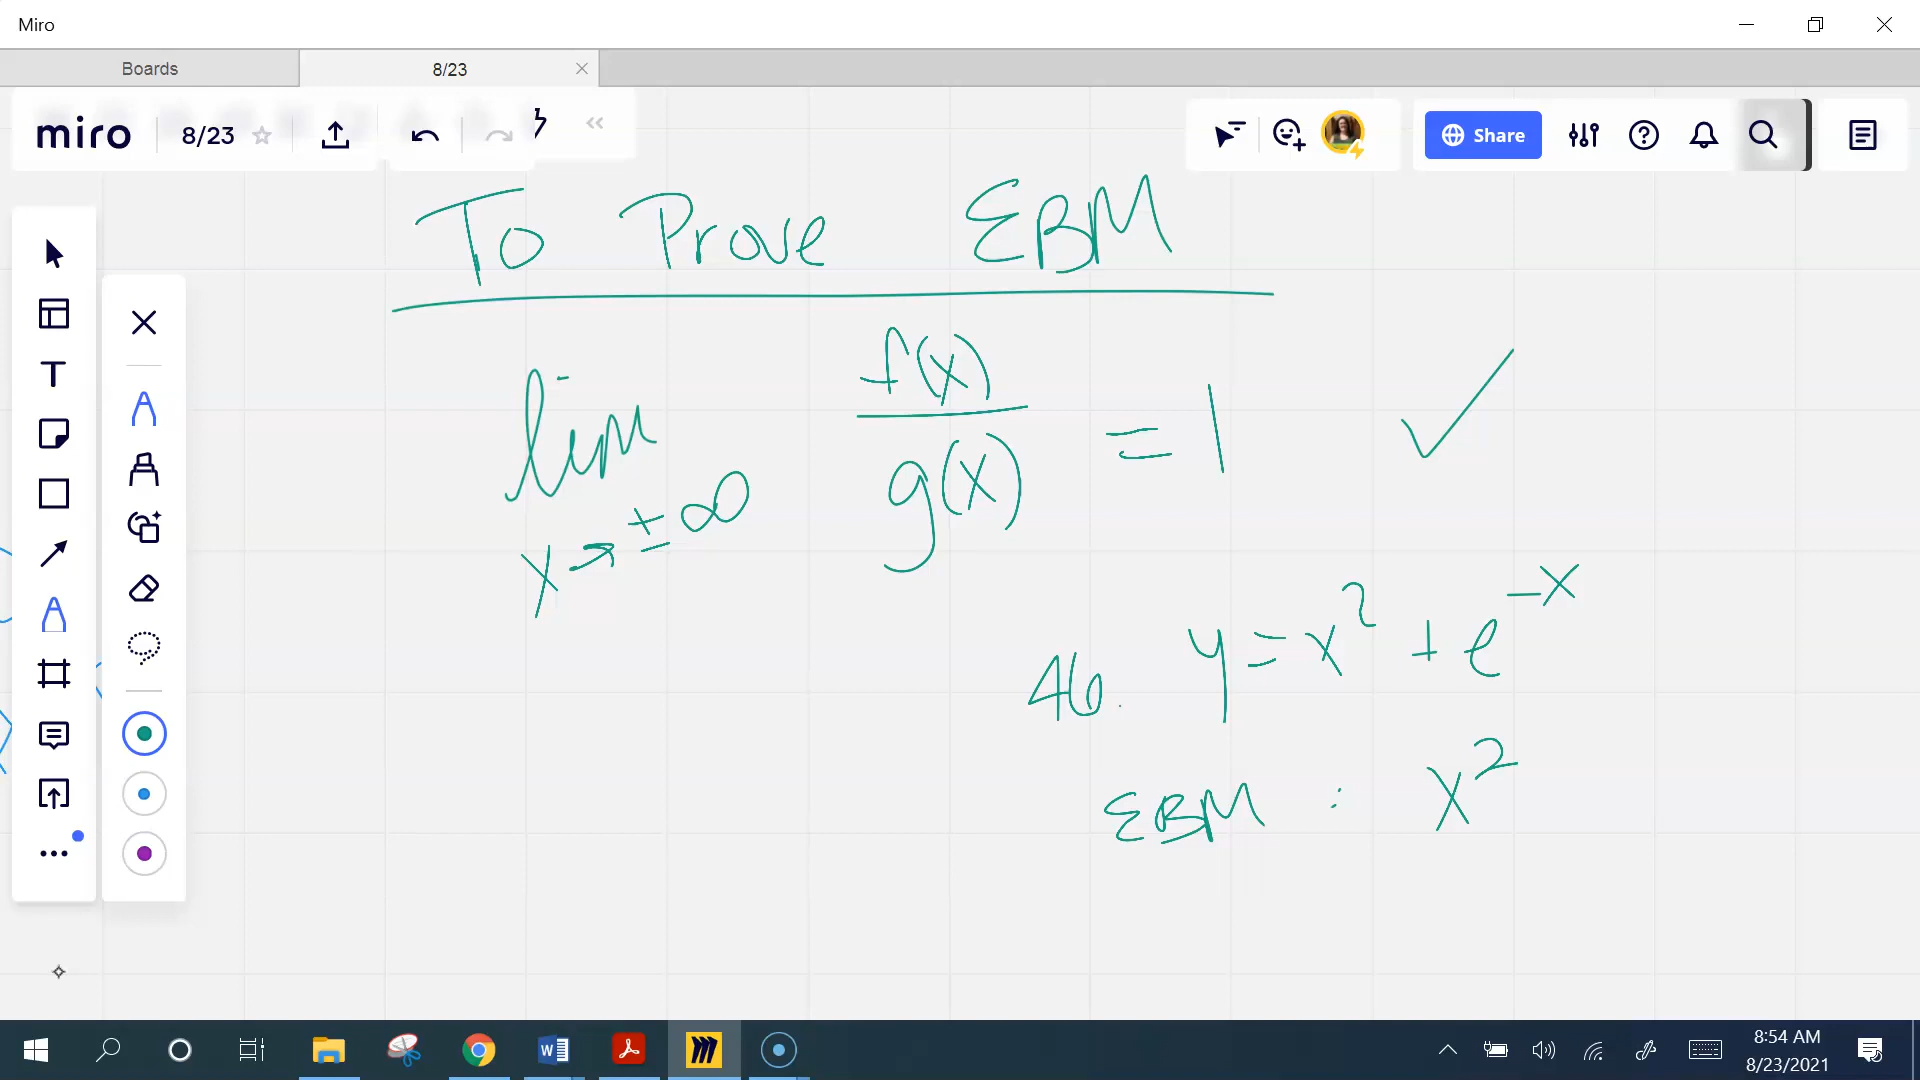 Miro
Boards
8/23
miro
8/23
Share
T
To Prove EBM
lim f(x)/g(x) = 1 ✓
x→ ±∞
46. y = x² + e^-x
EBM : x²
8:54 AM
8/23/2021